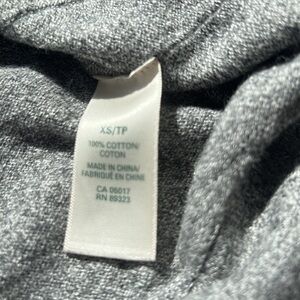 XS/TP
100% COTTON/
COTON
MADE IN CHINA/
FABRIQUÉ EN CHINE
CA 06017
RN 89323